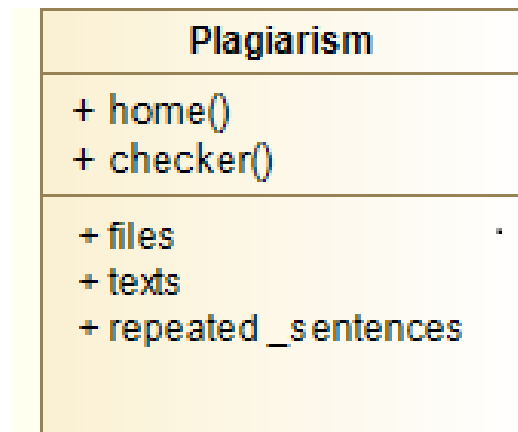 Plagiarism
+ home()
+ checker()
+ files
+ texts
+ repeated _sentences